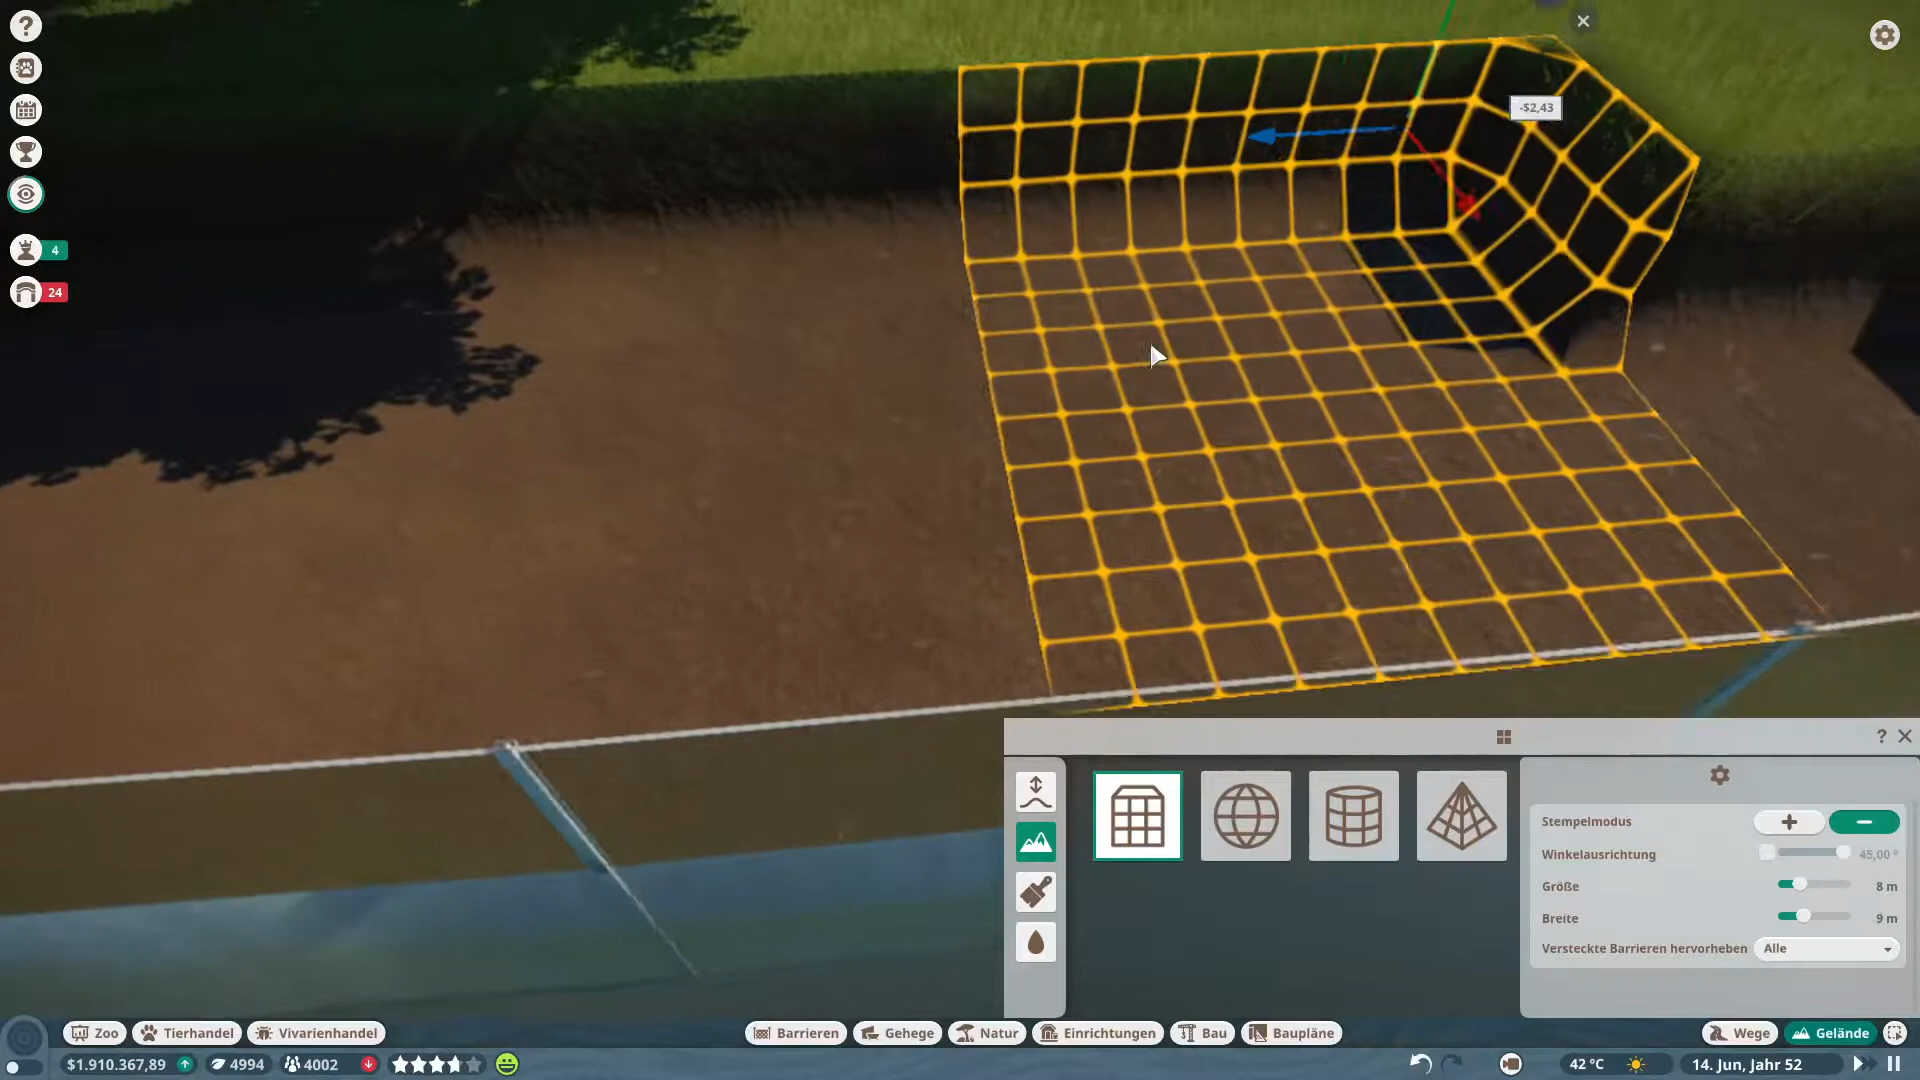 ?
-$2,43
4
24
?
Stempelmodus
Winkelausrichtung 45,00 °
Größe 8 m
Breite 9 m
Versteckte Barrieren hervorheben Alle
Zoo Tierhandel Vivarienhandel Barrieren Gehege Natur Einrichtungen Bau Baupläne Wege Gelände
$1.910.367,89 4994 4002 42 °C 14. Jun, Jahr 52